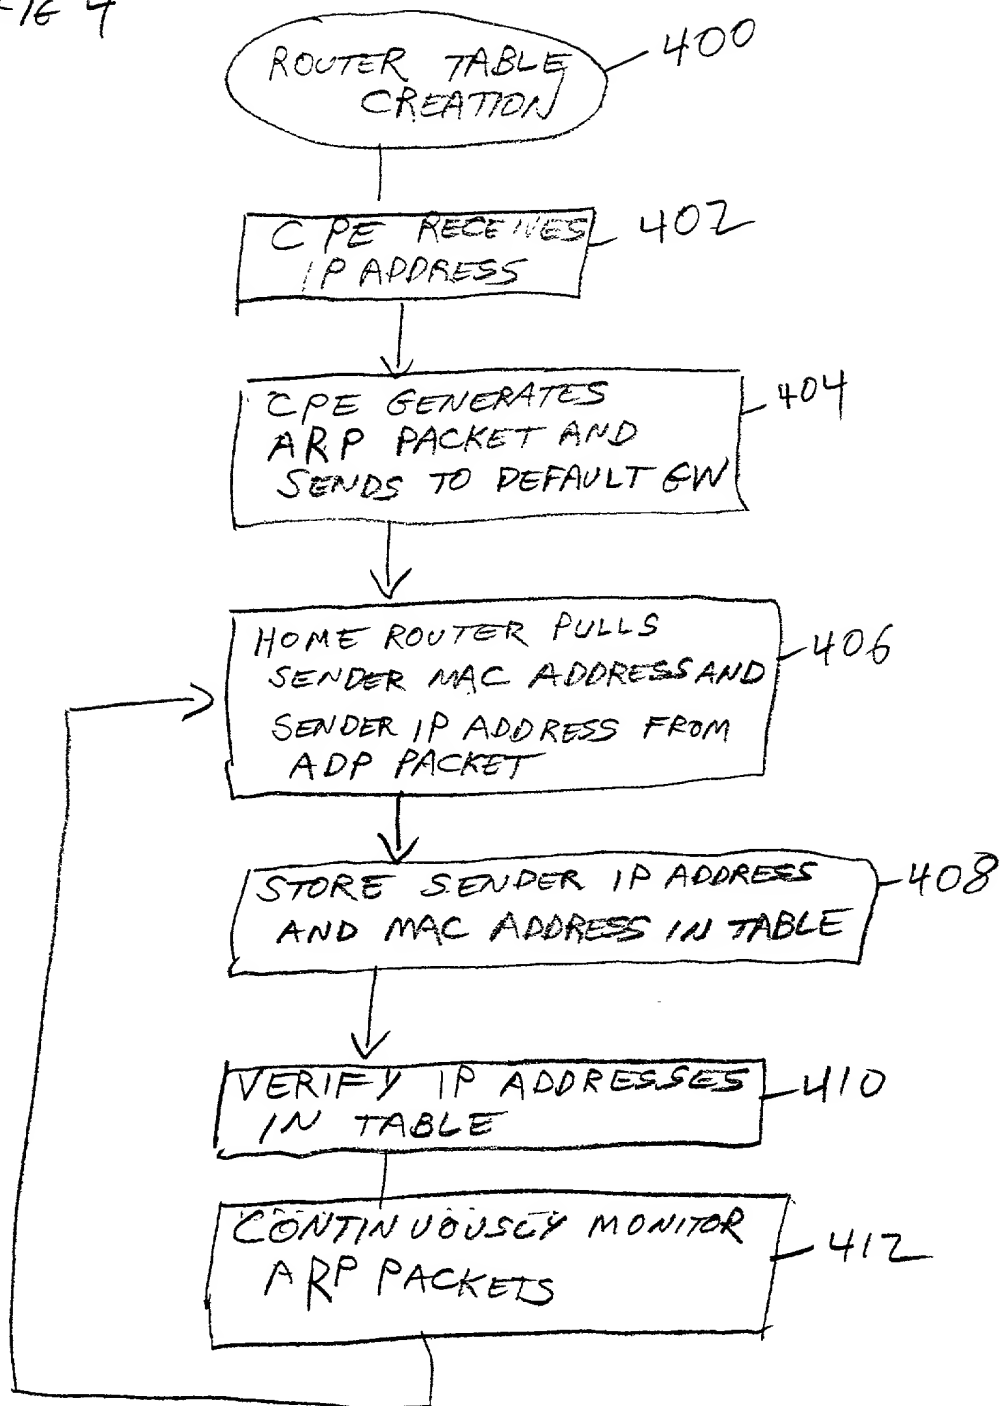 FIG 4
ROUTER TABLE
CREATION
400
CPE RECEIVES
IP ADDRESS
402
CPE GENERATES
ARP PACKET AND
SENDS TO DEFAULT GW
404
HOME ROUTER PULLS
SENDER MAC ADDRESS AND
SENDER IP ADDRESS FROM
ADP PACKET
406
STORE SENDER IP ADDRESS
AND MAC ADDRESS IN TABLE
408
VERIFY IP ADDRESSES
IN TABLE
410
CONTINUOUSLY MONITOR
ARP PACKETS
412